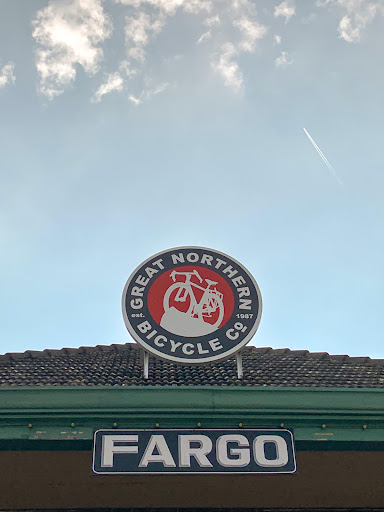 GREAT NORTHERN
est. 1987
BICYCLE Co
FARGO